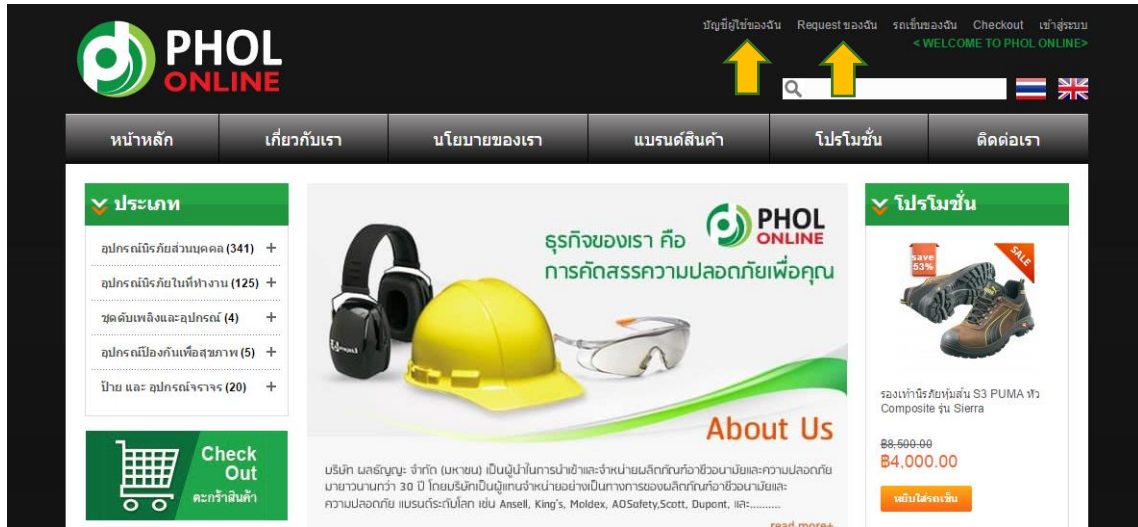 PHOL
ONLINE
บัญชีผู้ใช้ของฉัน Request ของฉัน รถเข็นของฉัน Checkout เข้าสู่ระบบ
< WELCOME TO PHOL ONLINE>
หน้าหลัก เกี่ยวกับเรา นโยบายของเรา แบรนด์สินค้า โปรโมชั่น ติดต่อเรา
ประเภท
อุปกรณ์นิรภัยส่วนบุคคล (341) +
อุปกรณ์นิรภัยในที่ทำงาน (125) +
ชุดดับเพลิงและอุปกรณ์ (4) +
อุปกรณ์ป้องกันเพื่อสุขภาพ (5) +
ป้าย และ อุปกรณ์จราจร (20) +
Check
Out
ตะกร้าสินค้า
ธุรกิจของเรา คือ PHOL
ONLINE
การคัดสรรความปลอดภัยเพื่อคุณ
About Us
บริษัท ผลธัญญะ จำกัด (มหาชน) เป็นผู้นำในการนำเข้าและจำหน่ายผลิตภัณฑ์อาชีวอนามัยและความปลอดภัย
มายาวนานกว่า 30 ปี โดยบริษัทเป็นผู้แทนจำหน่ายอย่างเป็นทางการของผลิตภัณฑ์อาชีวอนามัยและ
ความปลอดภัย แบรนด์ระดับโลก เช่น Ansell, King's, Moldex, AOSafety,Scott, Dupont, และ..........
read more+
โปรโมชั่น
save
53%
SALE
รองเท้านิรภัยหุ้มส้น S3 PUMA หัว
Composite รุ่น Sierra
฿8,500.00
฿4,000.00
หยิบใส่รถเข็น